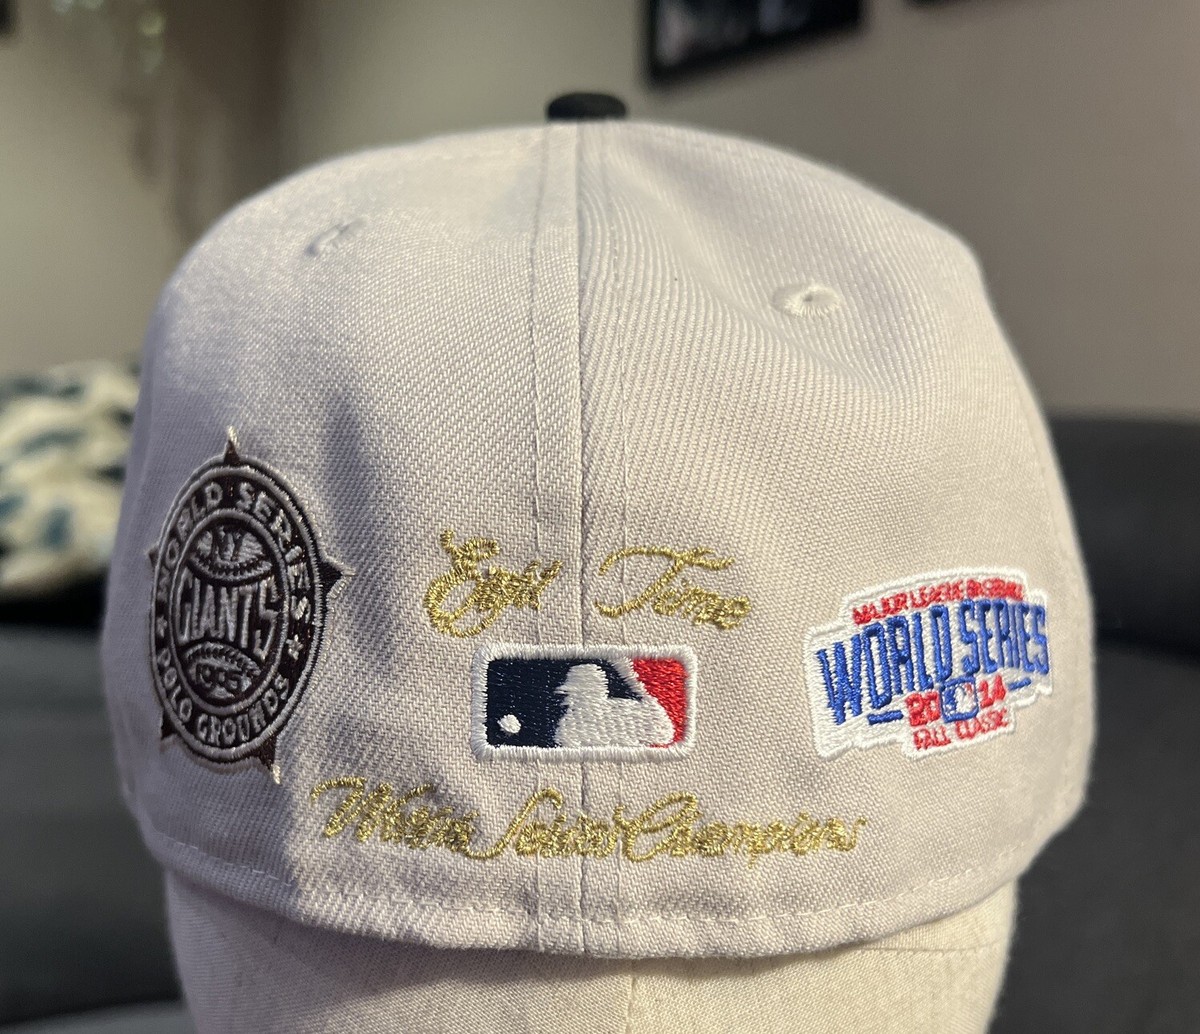 WORLD SERIES
NY
GIANTS
1905
POLO GROUNDS
Eight Time
World Series Champions
MAJOR LEAGUE BASEBALL
WORLD SERIES
2014
FALL CLASSIC